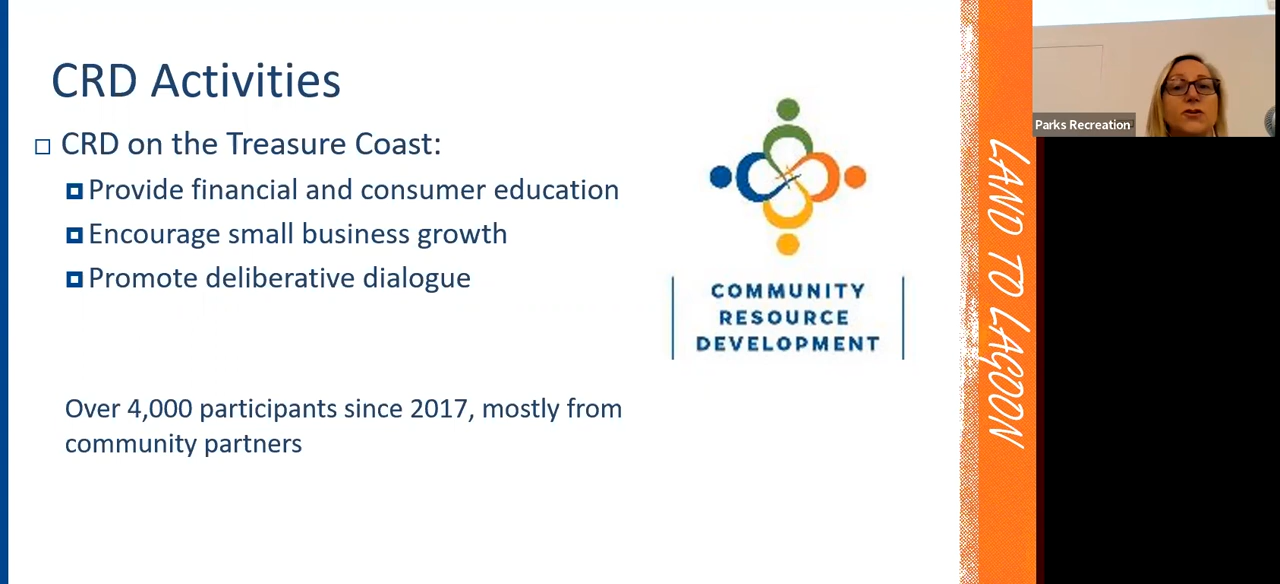 CRD Activities
CRD on the Treasure Coast:
Provide financial and consumer education
Encourage small business growth
Promote deliberative dialogue
Over 4,000 participants since 2017, mostly from
community partners
COMMUNITY
RESOURCE
DEVELOPMENT
LAND TO LAGOON
Parks Recreation